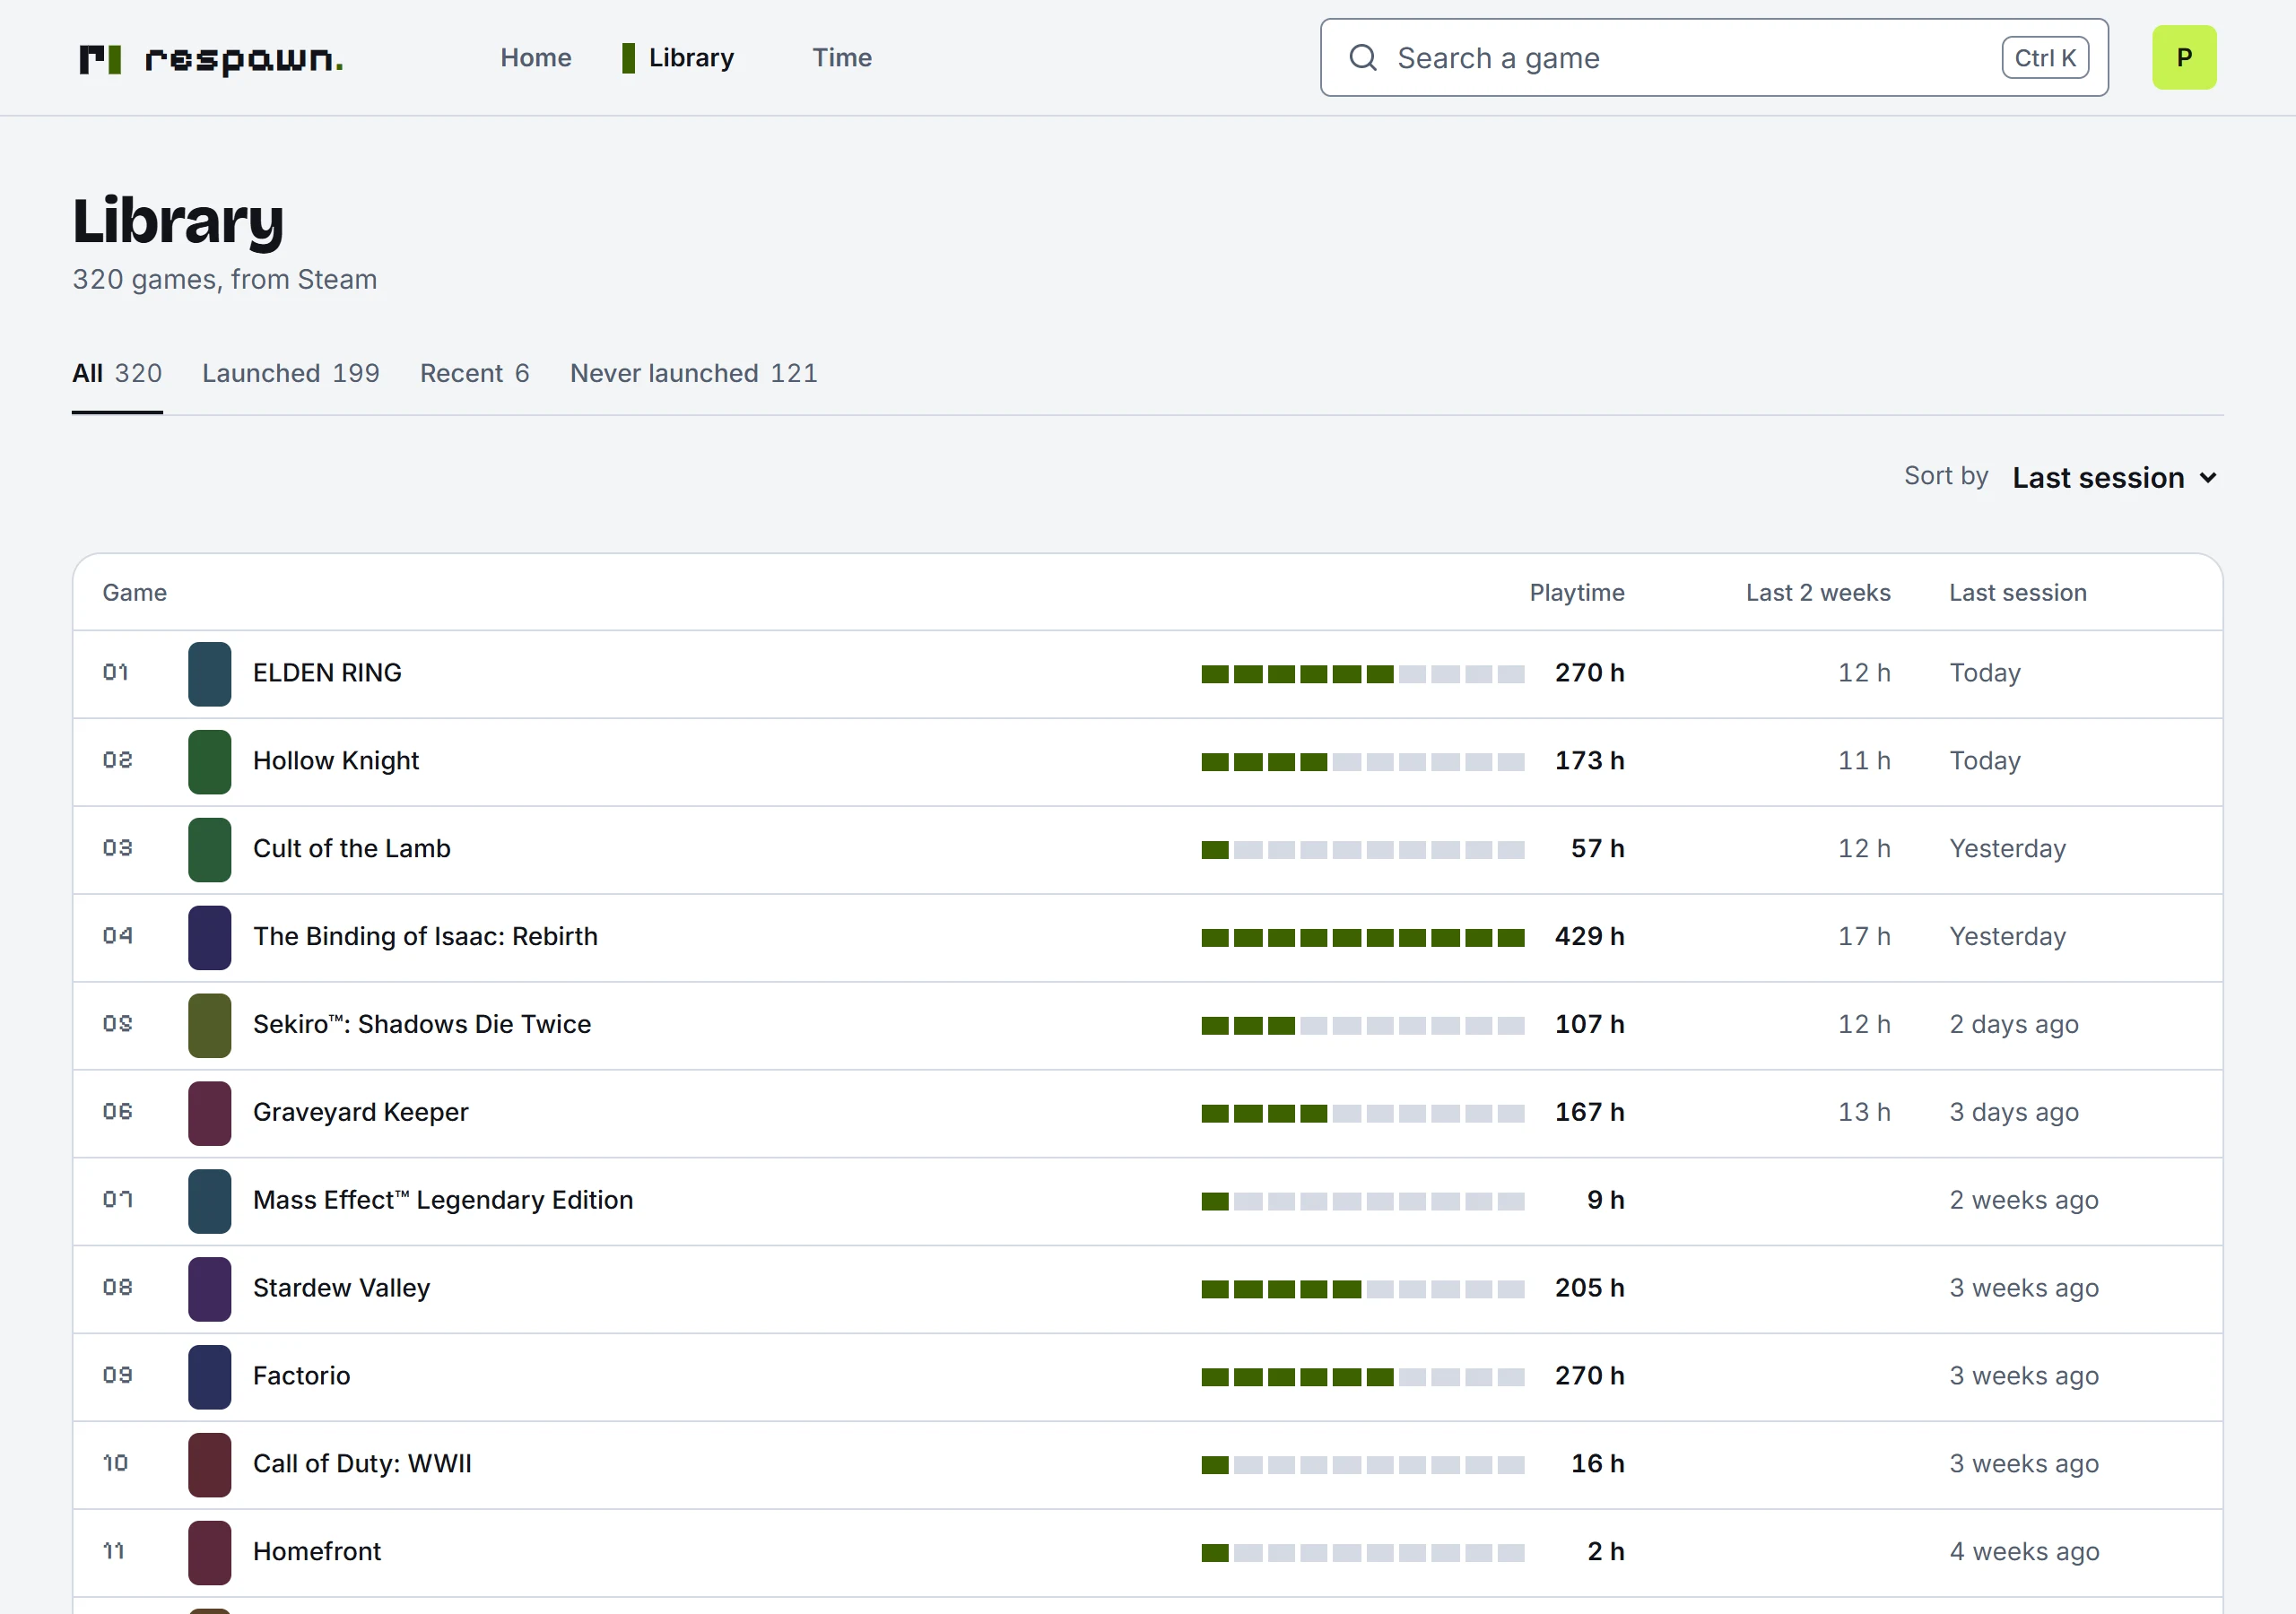 respawn.
Home Library Time
Search a game Ctrl K P
Library
320 games, from Steam
All 320 Launched 199 Recent 6 Never launched 121
Sort by Last session
Game Playtime Last 2 weeks Last session
01 ELDEN RING 270 h 12 h Today
02 Hollow Knight 173 h 11 h Today
03 Cult of the Lamb 57 h 12 h Yesterday
04 The Binding of Isaac: Rebirth 429 h 17 h Yesterday
05 Sekiro™: Shadows Die Twice 107 h 12 h 2 days ago
06 Graveyard Keeper 167 h 13 h 3 days ago
07 Mass Effect™ Legendary Edition 9 h 2 weeks ago
08 Stardew Valley 205 h 3 weeks ago
09 Factorio 270 h 3 weeks ago
10 Call of Duty: WWII 16 h 3 weeks ago
11 Homefront 2 h 4 weeks ago